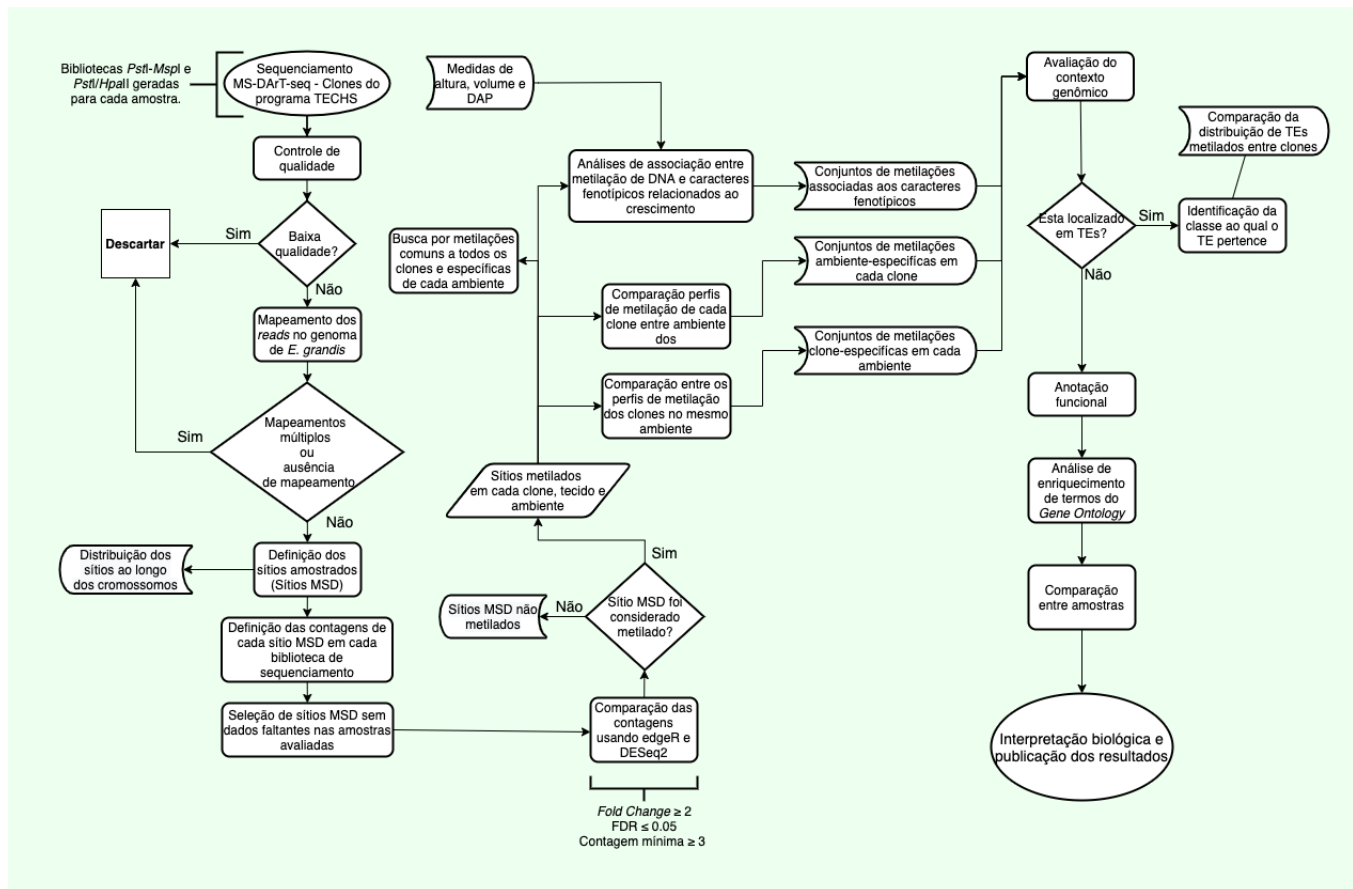 Bibliotecas PstI-MspI e
PstI/HpaII geradas
para cada amostra.
Sequenciamento
MS-DArT-seq - Clones do
programa TECHS
Controle de
qualidade
Baixa
qualidade?
Sim
Descartar
Não
Mapeamento dos
reads no genoma
de E. grandis
Mapeamentos
múltiplos
ou
ausência
de mapeamento
Sim
Não
Definição dos
sítios amostrados
(Sítios MSD)
Distribuição dos
sítios ao longo
dos cromossomos
Definição das contagens de
cada sítio MSD em cada
biblioteca de
sequenciamento
Seleção de sítios MSD sem
dados faltantes nas amostras
avaliadas
Comparação das
contagens
usando edgeR e
DESeq2
Fold Change ≥ 2
FDR ≤ 0.05
Contagem mínima ≥ 3
Sítio MSD foi
considerado
metilado?
Não
Sítios MSD não
metilados
Sim
Sítios metilados
em cada clone, tecido e
ambiente
Busca por metilações
comuns a todos os
clones e específicas
de cada ambiente
Medidas de
altura, volume e
DAP
Análises de associação entre
metilação de DNA e caracteres
fenotípicos relacionados ao
crescimento
Comparação perfis
de metilação de cada
clone entre ambiente
dos
Comparação entre os
perfis de metilação
dos clones no mesmo
ambiente
Conjuntos de metilações
associadas aos caracteres
fenotípicos
Conjuntos de metilações
ambiente-especifícas em
cada clone
Conjuntos de metilações
clone-especifícas em cada
ambiente
Avaliação do
contexto
genômico
Esta localizado
em TEs?
Sim
Identificação da
classe ao qual o
TE pertence
Comparação da
distribuição de TEs
metilados entre clones
Não
Anotação
funcional
Análise de
enriquecimento
de termos do
Gene Ontology
Comparação
entre amostras
Interpretação biológica e
publicação dos resultados